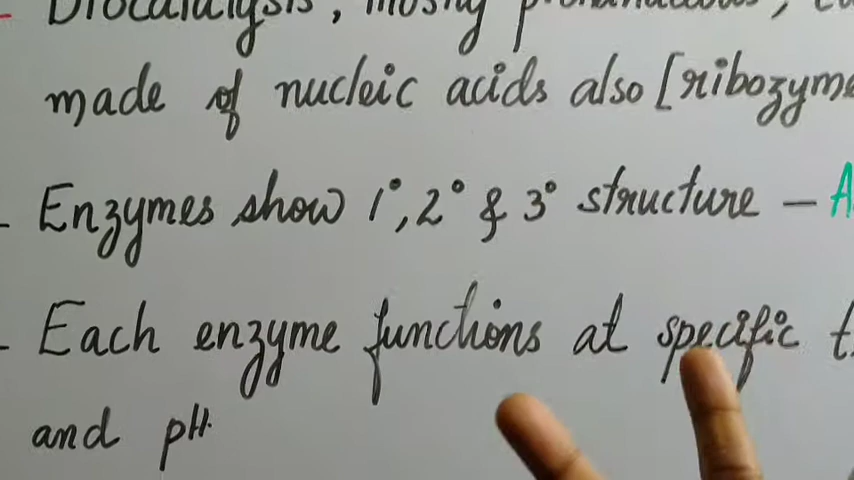 made of nucleic acids also [ribozyme
- Enzymes show 1°, 2° & 3° structure - A
- Each enzyme functions at specific t
and pH